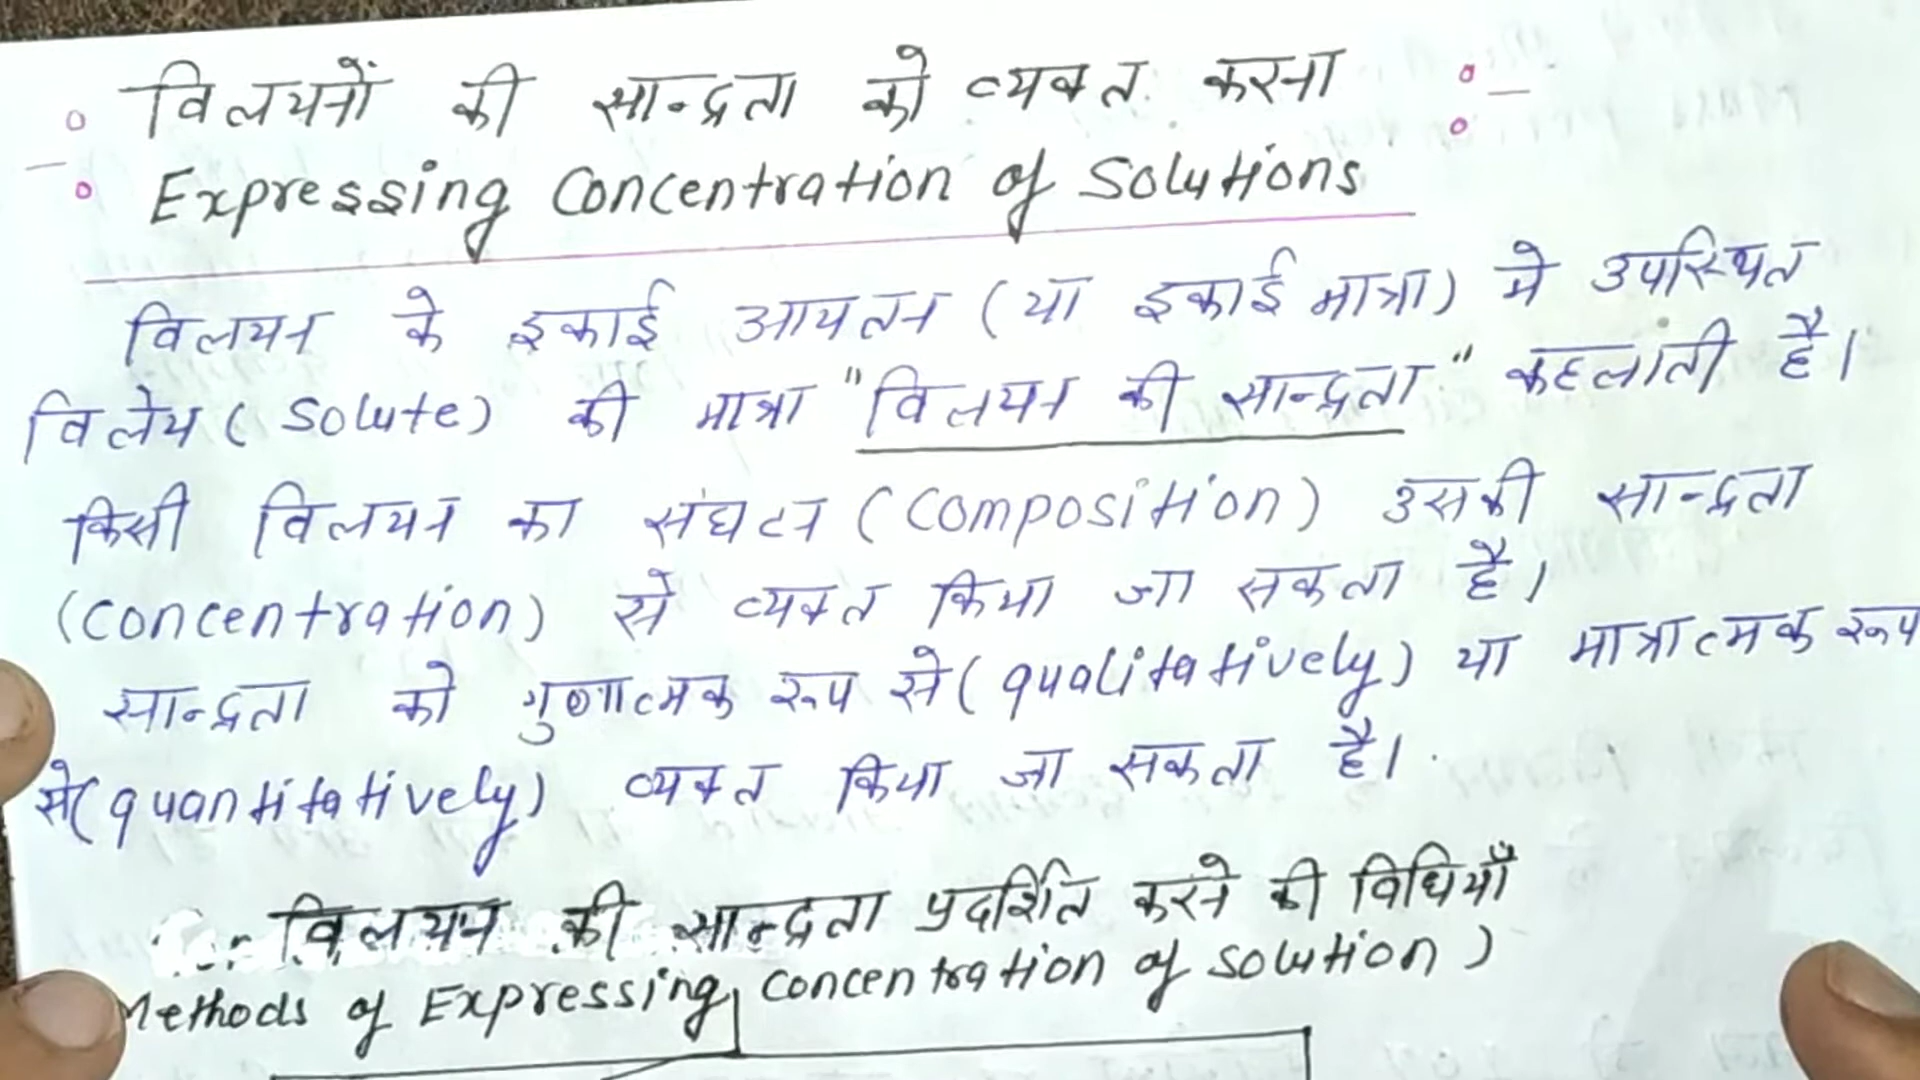 विलयनों की सान्द्रता को व्यक्त करना
Expressing Concentration of Solutions
विलयन के इकाई आयतन (या इकाई मात्रा) मे उपस्थित
विलेय (Solute) की मात्रा "विलयन की सान्द्रता" कहलाती है।
किसी विलयन का संघटन (Composition) उसकी सान्द्रता
(Concentration) से व्यक्त किया जा सकता है।
सान्द्रता को गुणात्मक रूप से (qualitatively) या मात्रात्मक रूप
से (quantitatively) व्यक्त किया जा सकता है।
विलयन की सान्द्रता प्रदर्शित करने की विधियाँ
Methods of Expressing Concentration of solution)